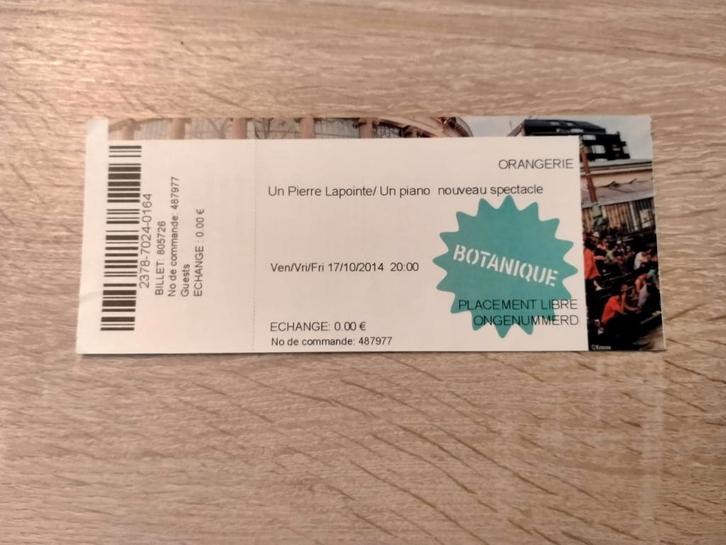 2378-7024-0164
BILLET: 805726
No de commande: 487977
Guests
ECHANGE : 0.00 €
ORANGERIE
Un Pierre Lapointe/ Un piano nouveau spectacle
Ven/Vri/Fri 17/10/2014 20:00
BOTANIQUE
PLACEMENT LIBRE
ONGENUMMERD
ECHANGE: 0.00 €
No de commande: 487977